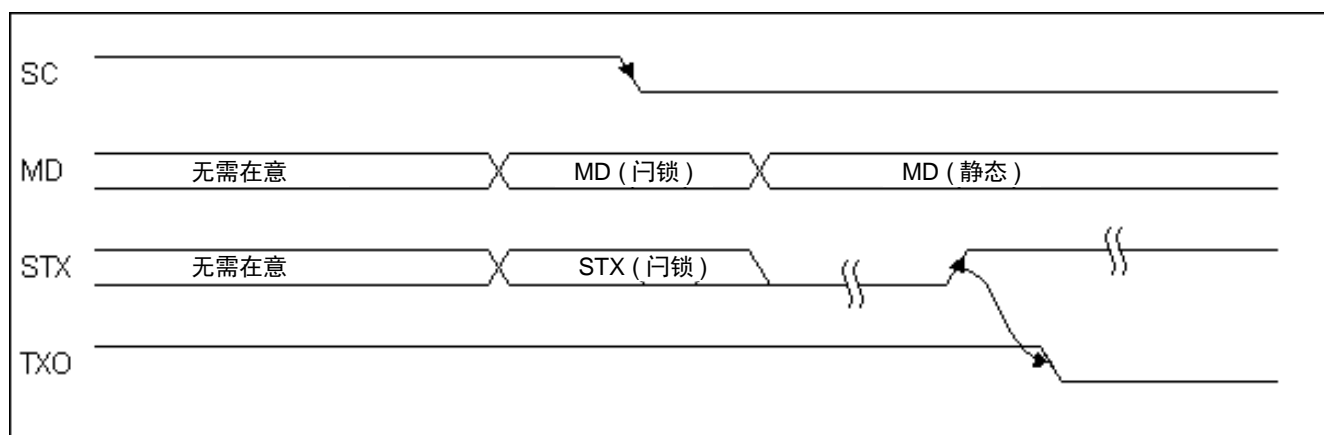 SC
MD 无需在意 MD ( 闩锁 ) MD ( 静态 )
STX 无需在意 STX ( 闩锁 )
TXO